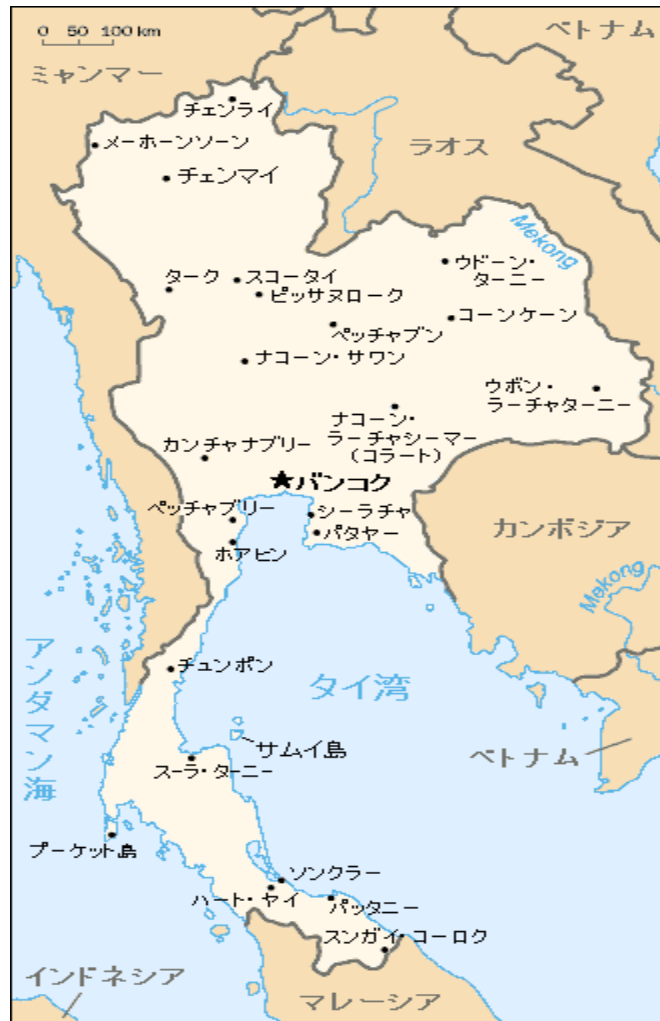 0 50 100 km
ミャンマー
ベトナム
チェンライ
メーホーンソーン
ラオス
チェンマイ
Mekong
ターク
スコータイ
ウドーン・
ターニー
ピッサヌローク
コーンケーン
ペッチャブン
ナコーン・サワン
ウボン・
ラーチャターニー
ナコーン・
ラーチャシーマー
(コラート)
カンチャナブリー
バンコク
ペッチャブリー
シーラチャ
カンボジア
パタヤー
ホアヒン
Mekong
アンダマン海
チュンポン
タイ湾
サムイ島
ベトナム
スーラ・ターニー
プーケット島
ソンクラー
ハート・ヤイ
パッタニー
スンガイ・コーロク
インドネシア
マレーシア